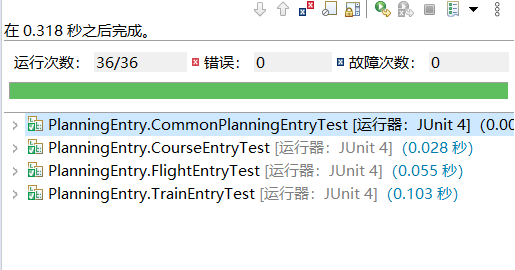 在 0.318 秒之后完成。
运行次数： 36/36 错误： 0 故障次数： 0
PlanningEntry.CommonPlanningEntryTest [运行器：JUnit 4] (0.00
PlanningEntry.CourseEntryTest [运行器：JUnit 4] (0.028 秒)
PlanningEntry.FlightEntryTest [运行器：JUnit 4] (0.055 秒)
PlanningEntry.TrainEntryTest [运行器：JUnit 4] (0.103 秒)